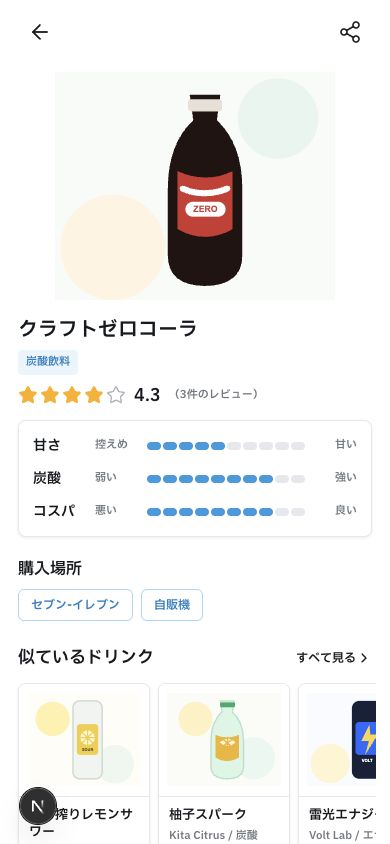 ZERO
クラフトゼロコーラ
炭酸飲料
4.3 (3件のレビュー)
甘さ 控えめ 甘い
炭酸 弱い 強い
コスパ 悪い 良い
購入場所
セブン-イレブン 自販機
似ているドリンク すべて見る
SOUR
VOLT
搾りレモンサ
ワー
柚子スパーク
Kita Citrus / 炭酸
雷光エナジ
Volt Lab / エ
N